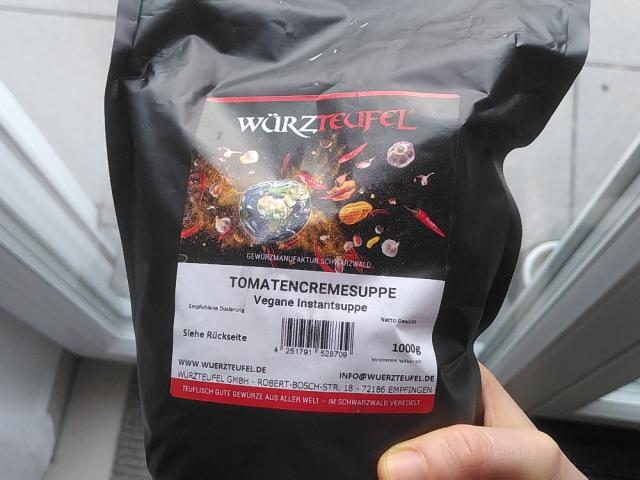 WÜRZTEUFEL®
GEWÜRZMANUFAKTUR SCHWARZWALD
TOMATENCREMESUPPE
Vegane Instantsuppe
Empfohlene Dosierung
Netto Gewicht
Siehe Rückseite
1000g
4 251791 528709
WWW.WUERZTEUFEL.DE
INFO@WUERZTEUFEL.DE
WÜRZTEUFEL GMBH - ROBERT-BOSCH-STR. 18 - 72186 EMPFINGEN
TEUFLISCH GUTE GEWÜRZE AUS ALLER WELT – IM SCHWARZWALD VEREDELT